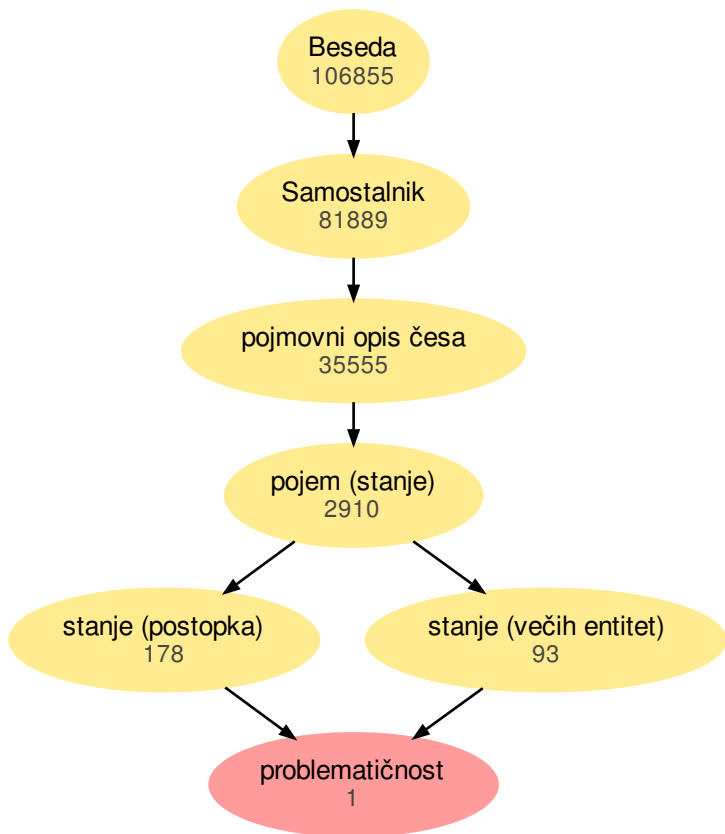 Beseda
106855
Samostalnik
81889
pojmovni opis česa
35555
pojem (stanje)
2910
stanje (postopka)
178
stanje (večih entitet)
93
problematičnost
1